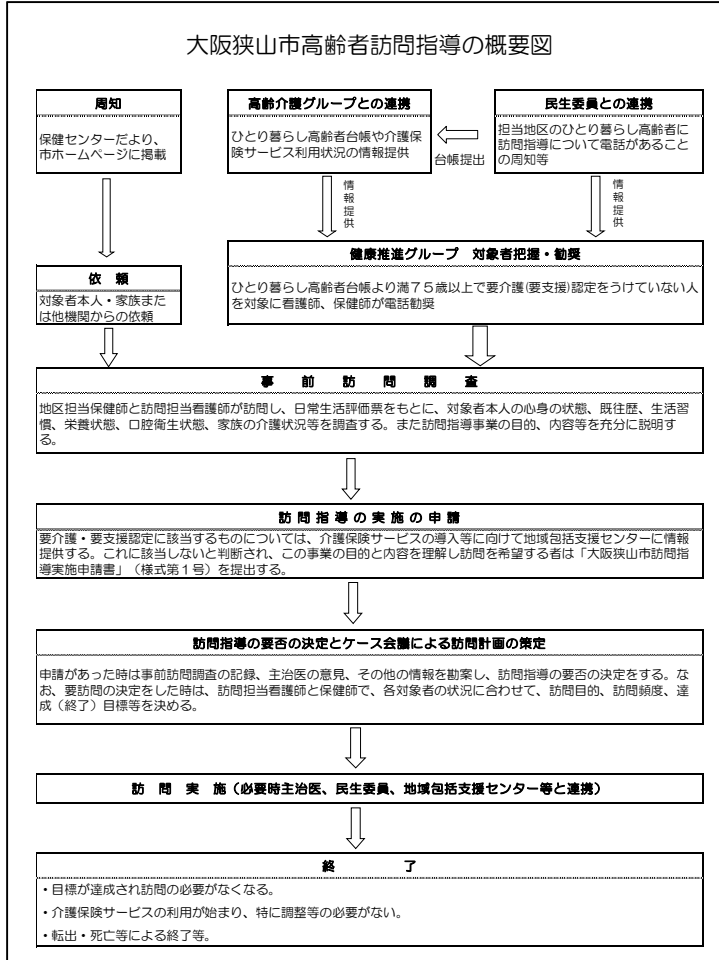 大阪狭山市高齢者訪問指導の概要図
周知
保健センターだより、
市ホームページに掲載
高齢介護グループとの連携
ひとり暮らし高齢者台帳や介護保
険サービス利用状況の情報提供
台帳提出
民生委員との連携
担当地区のひとり暮らし高齢者に
訪問指導について電話があること
の周知等
情報提供
情報提供
依 頼
対象者本人・家族また
は他機関からの依頼
健康推進グループ 対象者把握・勧奨
ひとり暮らし高齢者台帳より満75歳以上で要介護(要支援)認定をうけていない人
を対象に看護師、保健師が電話勧奨
事 前 訪 問 調 査
地区担当保健師と訪問担当看護師が訪問し、日常生活評価票をもとに、対象者本人の心身の状態、既往歴、生活習
慣、栄養状態、口腔衛生状態、家族の介護状況等を調査する。また訪問指導事業の目的、内容等を充分に説明す
る。
訪 問 指 導 の 実 施 の 申 請
要介護・要支援認定に該当するものについては、介護保険サービスの導入等に向けて地域包括支援センターに情報
提供する。これに該当しないと判断され、この事業の目的と内容を理解し訪問を希望する者は「大阪狭山市訪問指
導実施申請書」(様式第1号)を提出する。
訪問指導の要否の決定とケース会議による訪問計画の策定
申請があった時は事前訪問調査の記録、主治医の意見、その他の情報を勘案し、訪問指導の要否の決定をする。な
お、要訪問の決定をした時は、訪問担当看護師と保健師で、各対象者の状況に合わせて、訪問目的、訪問頻度、達
成(終了)目標等を決める。
訪 問 実 施(必要時主治医、民生委員、地域包括支援センター等と連携)
終 了
・目標が達成され訪問の必要がなくなる。
・介護保険サービスの利用が始まり、特に調整等の必要がない。
・転出・死亡等による終了等。